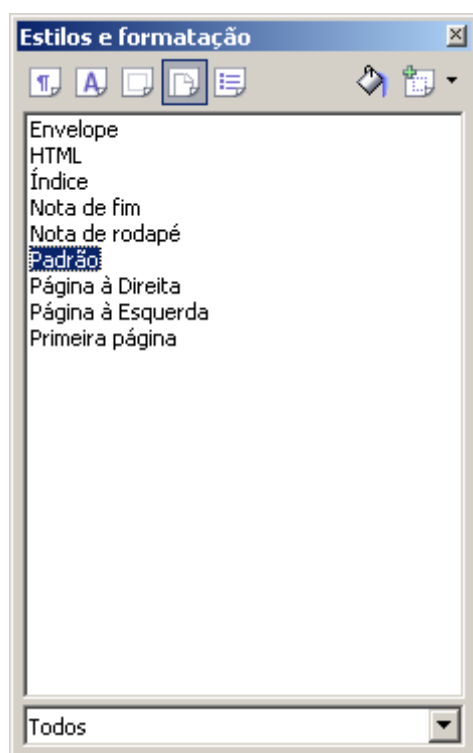 Estilos e formatação
Envelope
HTML
Índice
Nota de fim
Nota de rodapé
Padrão
Página à Direita
Página à Esquerda
Primeira página
Todos